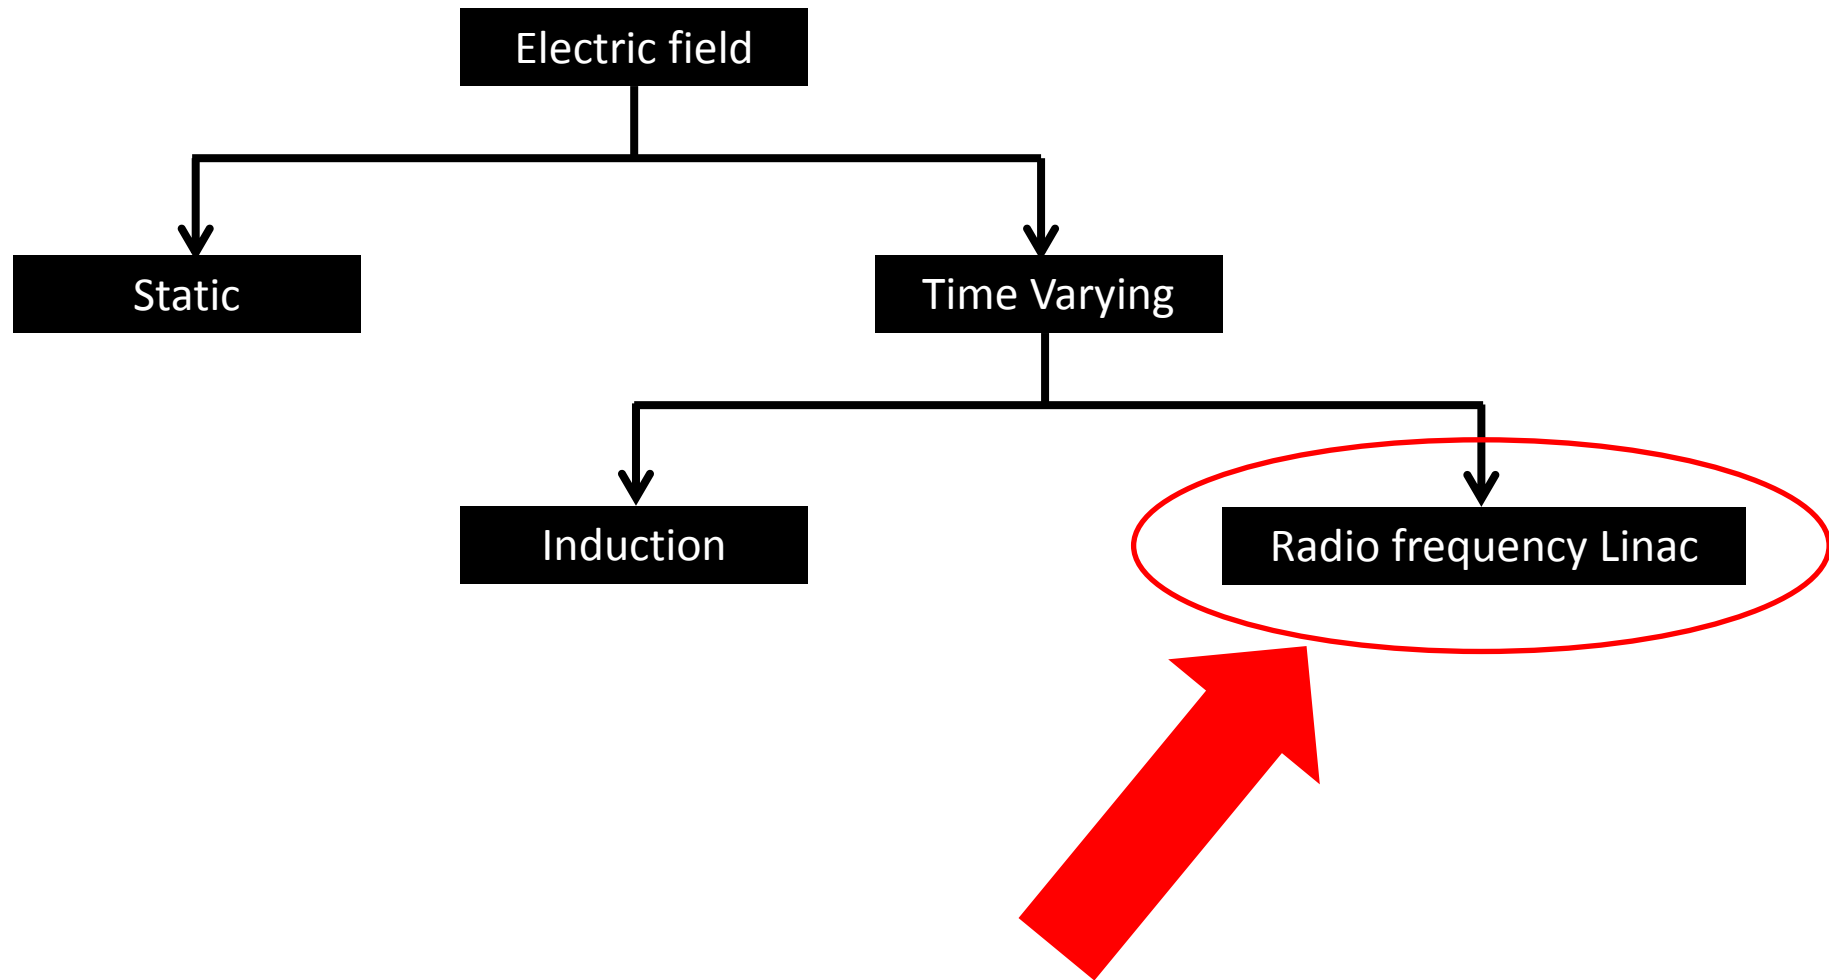 Electric field
Static
Time Varying
Induction
Radio frequency Linac